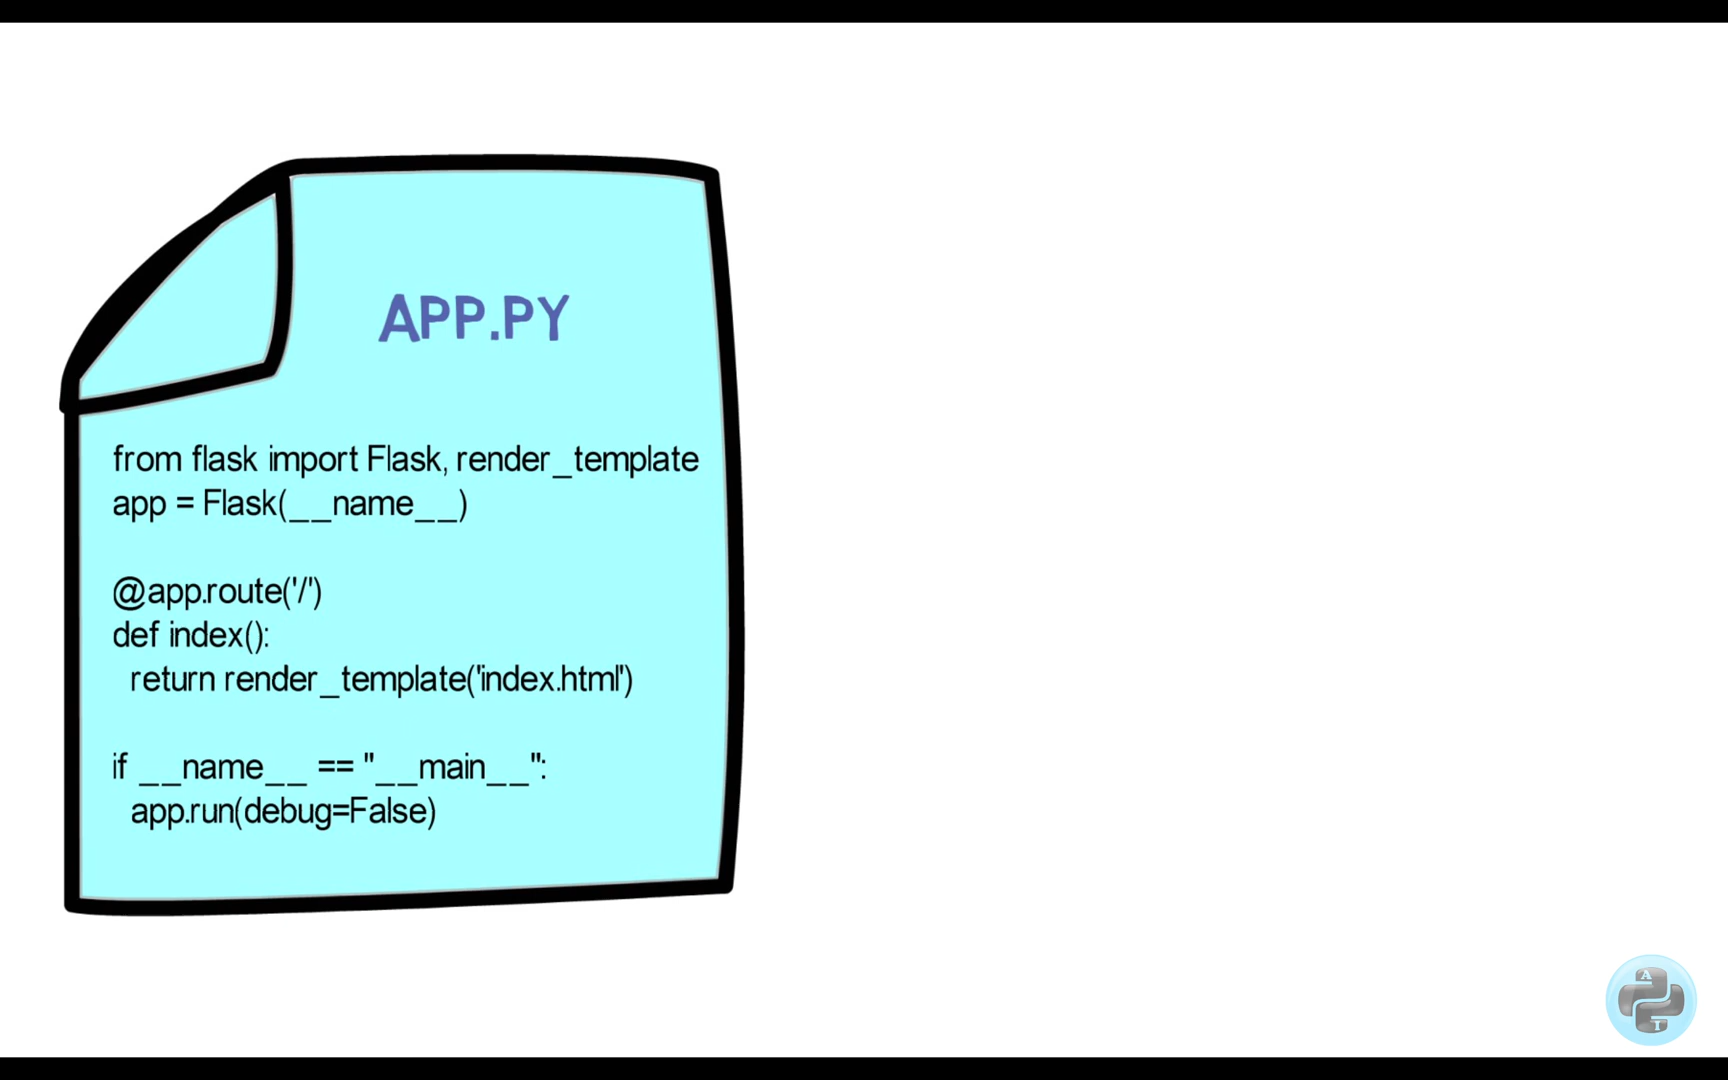 APP.PY
from flask import Flask, render_template
app = Flask(__name__)
@app.route('/')
def index():
return render_template('index.html')
if __name__ == "__main__":
app.run(debug=False)
A
I